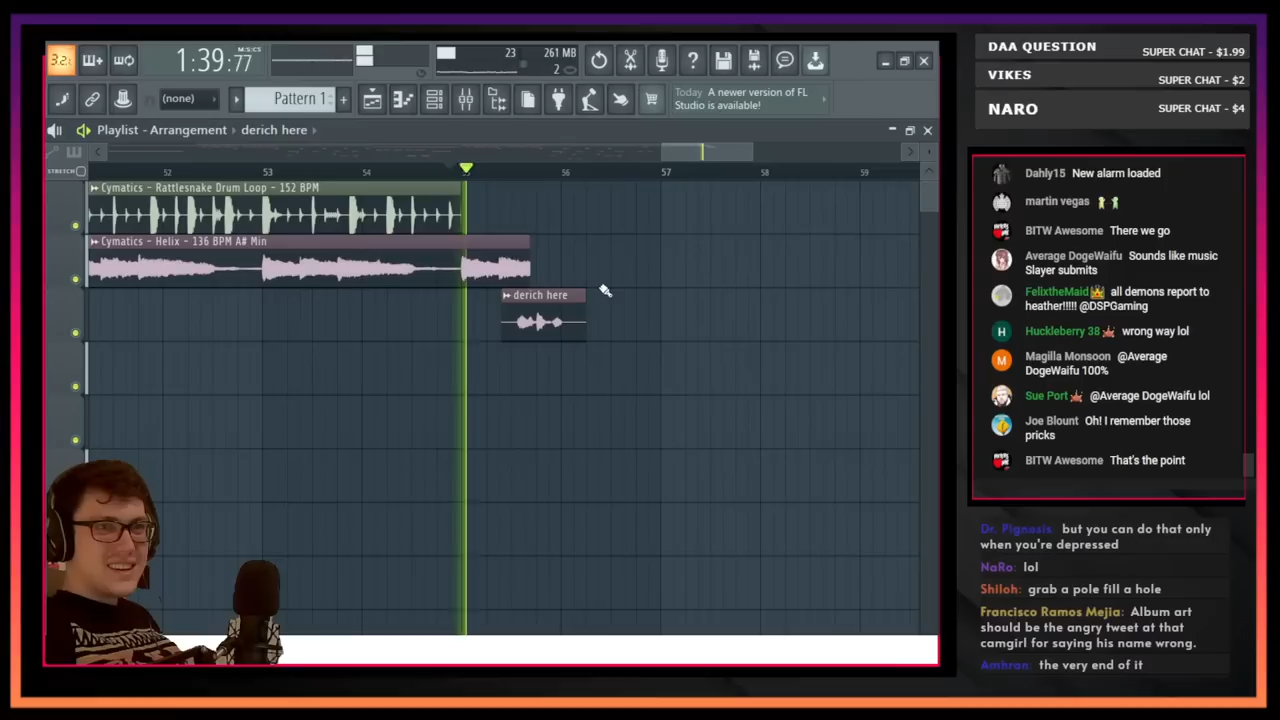 DAA QUESTION
SUPER CHAT - $1.99
VIKES
SUPER CHAT - $2
NARO
SUPER CHAT - $4
3.2:
1:39:77
M:S:CS
23
261 MB
2
(none)
Pattern 1
Today A newer version of FL
Studio is available!
Playlist - Arrangement derich here
STRETCH
52 53 54 55 56 57 58 59
Cymatics - Rattlesnake Drum Loop - 152 BPM
Cymatics - Helix - 136 BPM A# Min
derich here
Dahly15 New alarm loaded
martin vegas
BITW Awesome There we go
Average DogeWaifu Sounds like music
Slayer submits
FelixtheMaid all demons report to
heather!!!!! @DSPGaming
Huckleberry 38 wrong way lol
Magilla Monsoon @Average
DogeWaifu 100%
Sue Port @Average DogeWaifu lol
Joe Blount Oh! I remember those
pricks
BITW Awesome That's the point
Dr. Pignosis but you can do that only
when you're depressed
NaRo: lol
Shiloh: grab a pole fill a hole
Francisco Ramos Mejia: Album art
should be the angry tweet at that
camgirl for saying his name wrong.
Amhran: the very end of it